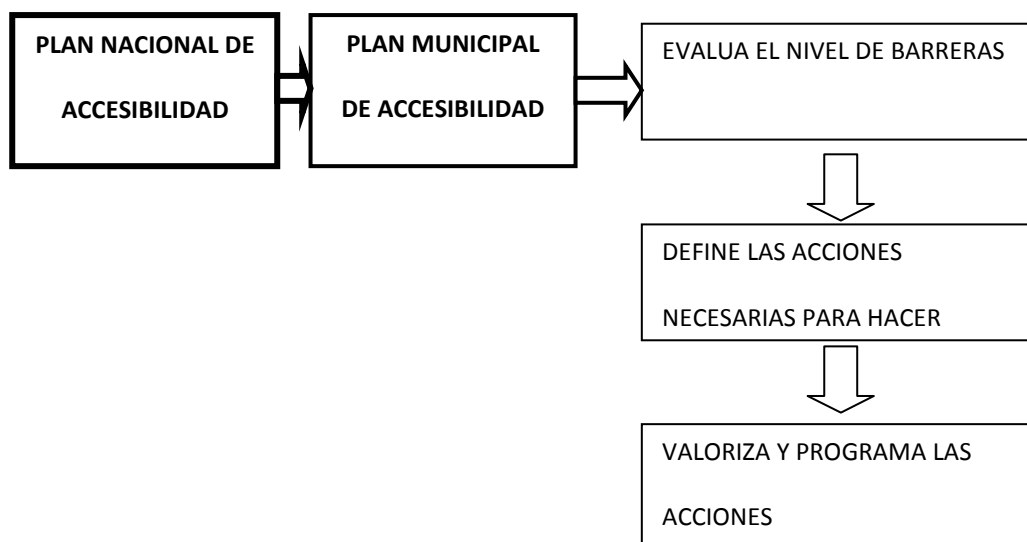 PLAN NACIONAL DE
ACCESIBILIDAD
PLAN MUNICIPAL
DE ACCESIBILIDAD
EVALUA EL NIVEL DE BARRERAS
DEFINE LAS ACCIONES
NECESARIAS PARA HACER
VALORIZA Y PROGRAMA LAS
ACCIONES